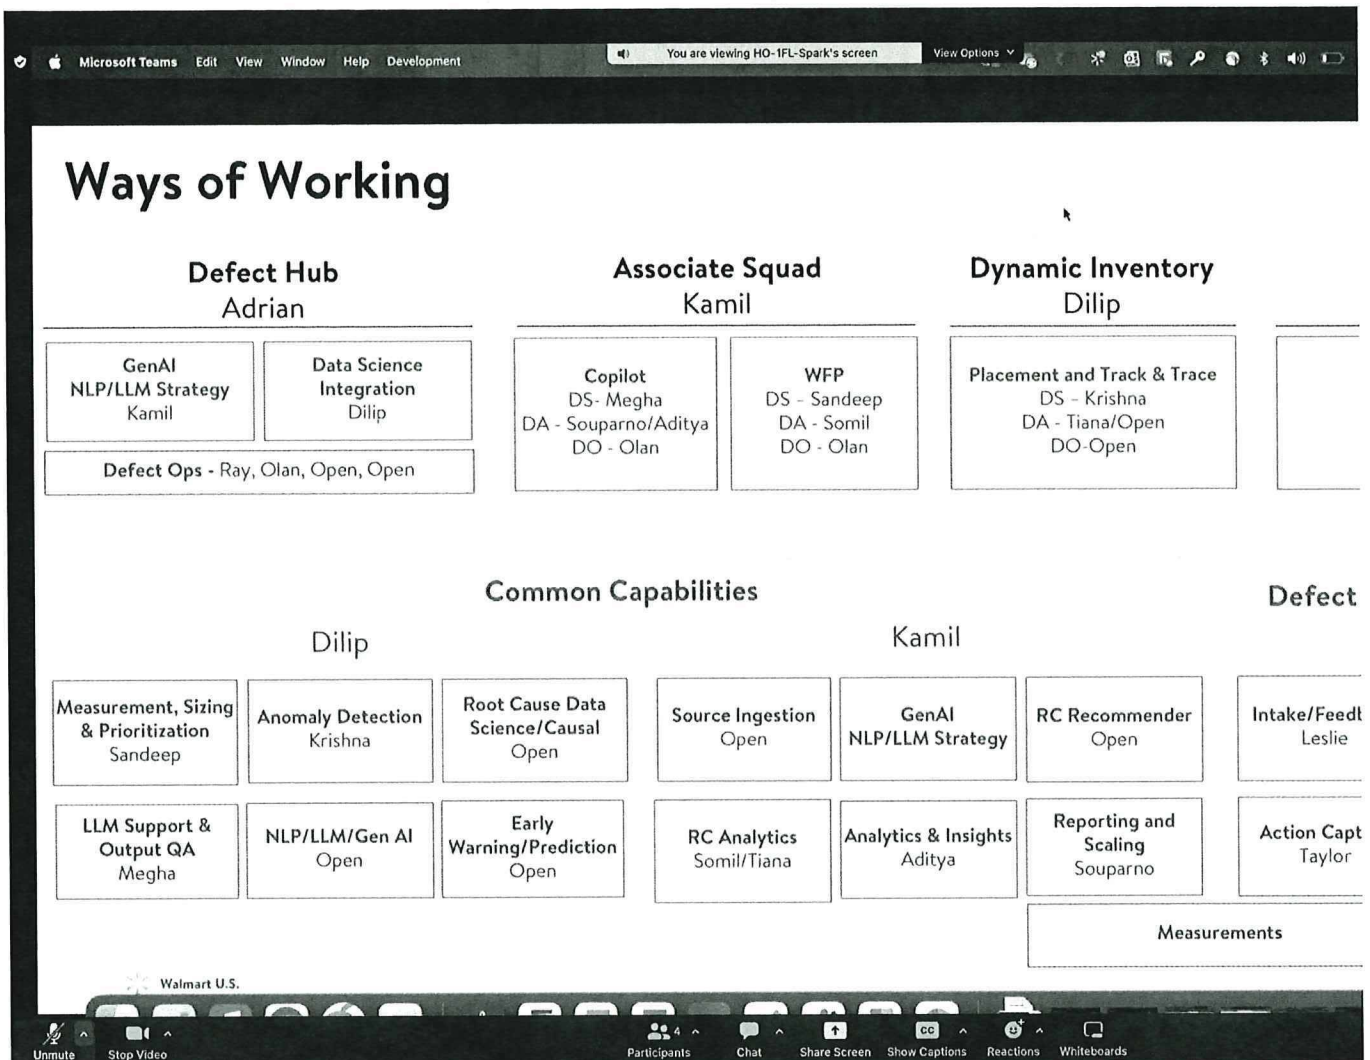 Microsoft Teams Edit View Window Help Development
You are viewing HO-1FL-Spark's screen
View Options
Ways of Working
Defect Hub
Adrian
GenAI
NLP/LLM Strategy
Kamil
Data Science
Integration
Dilip
Defect Ops - Ray, Olan, Open, Open
Associate Squad
Kamil
Copilot
DS- Megha
DA - Souparno/Aditya
DO - Olan
WFP
DS – Sandeep
DA - Somil
DO - Olan
Dynamic Inventory
Dilip
Placement and Track & Trace
DS – Krishna
DA - Tiana/Open
DO-Open
Common Capabilities
Dilip
Measurement, Sizing
& Prioritization
Sandeep
Anomaly Detection
Krishna
Root Cause Data
Science/Causal
Open
LLM Support &
Output QA
Megha
NLP/LLM/Gen AI
Open
Early
Warning/Prediction
Open
Kamil
Source Ingestion
Open
GenAI
NLP/LLM Strategy
RC Recommender
Open
RC Analytics
Somil/Tiana
Analytics & Insights
Aditya
Reporting and
Scaling
Souparno
Defect
Intake/Feed
Leslie
Action Capt
Taylor
Measurements
Walmart U.S.
Unmute
Stop Video
4
Participants
Chat
Share Screen
CC
Show Captions
Reactions
Whiteboards